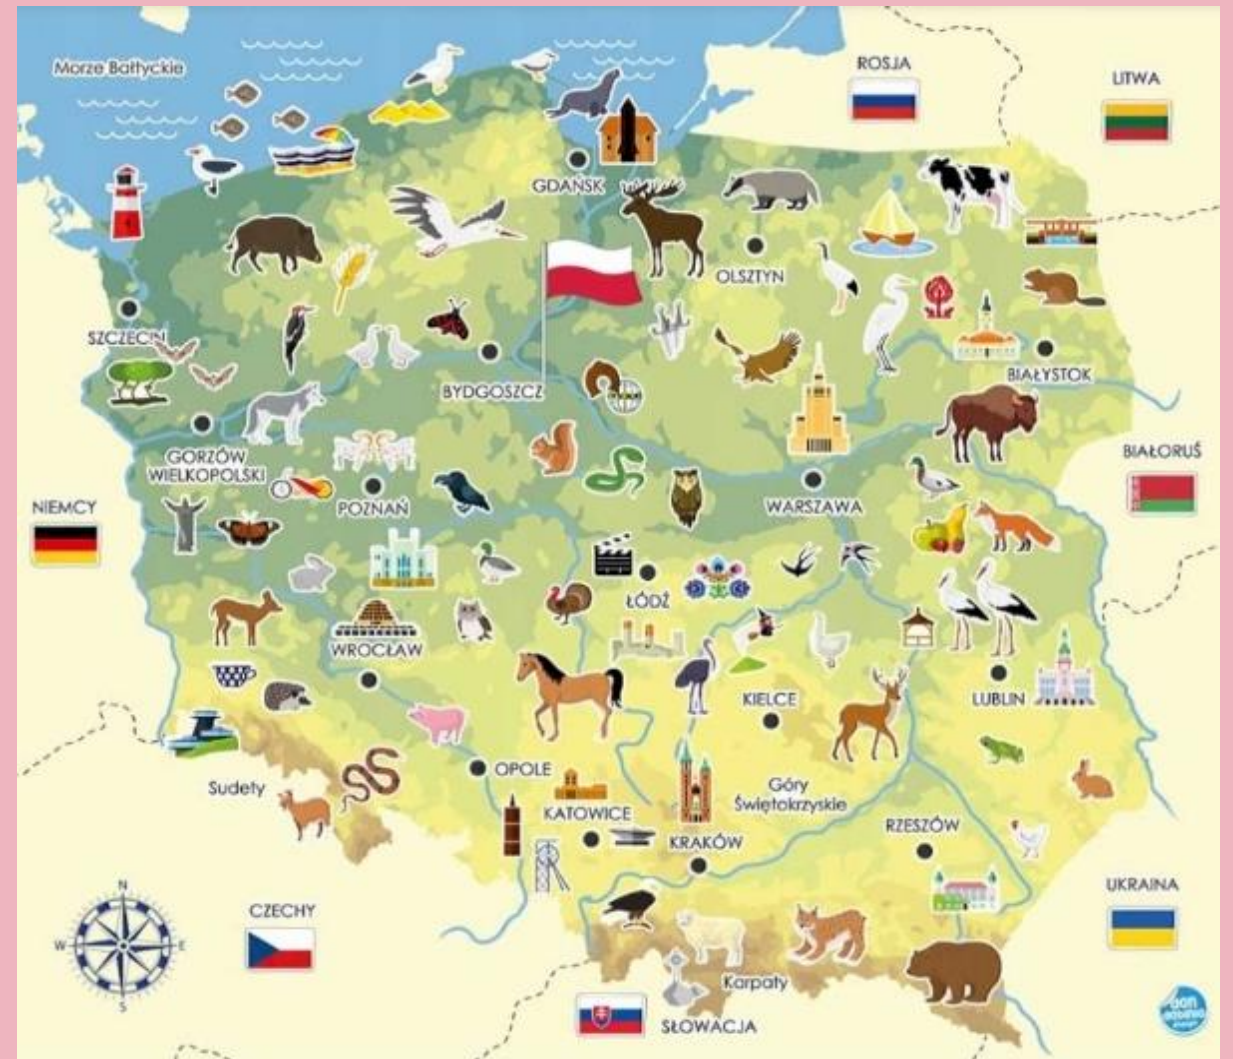 Morze Bałtyckie
ROSJA
LITWA
GDAŃSK
OLSZTYN
SZCZECIN
BYDGOSZCZ
BIAŁYSTOK
GORZÓW
WIELKOPOLSKI
POZNAŃ
WARSZAWA
BIAŁORUŚ
NIEMCY
ŁÓDŹ
WROCŁAW
KIELCE
LUBLIN
OPOLE
Sudety
KATOWICE
Góry
Świętokrzyskie
KRAKÓW
RZESZÓW
N
W
E
S
CZECHY
UKRAINA
Karpaty
SŁOWACJA